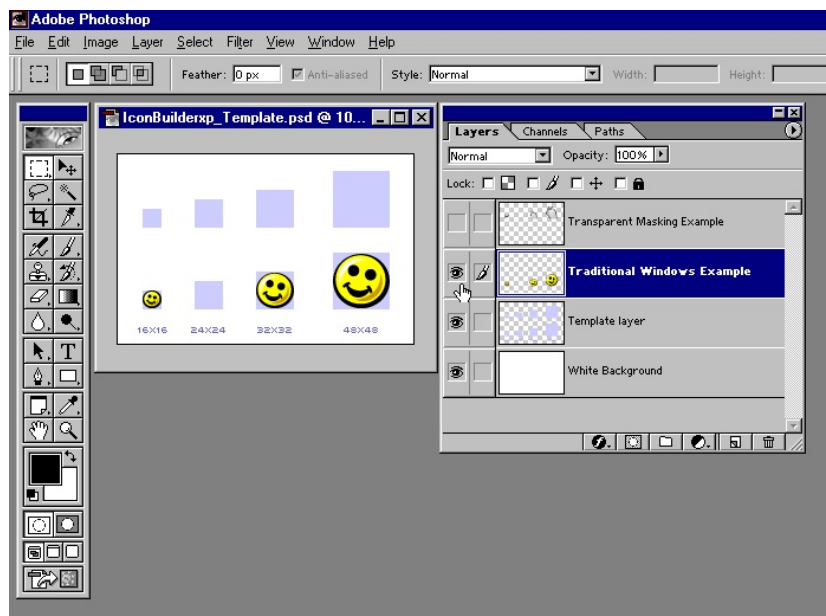 Adobe Photoshop
File Edit Image Layer Select Filter View Window Help
Feather: 0 px Anti-aliased Style: Normal Width: Height:
IconBuilderxp_Template.psd @ 10...
16X16 24X24 32X32 48X48
Layers Channels Paths
Normal Opacity: 100%
Lock:
Transparent Masking Example
Traditional Windows Example
Template layer
White Background
T